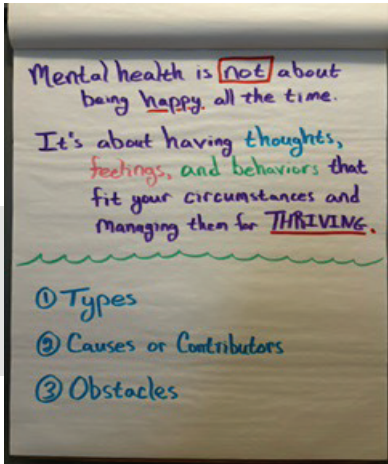 Mental health is not about
being happy all the time.
It's about having thoughts,
feelings, and behaviors that
fit your circumstances and
managing them for THRIVING.
① Types
② Causes or Contributors
③ Obstacles